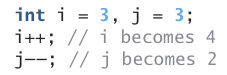 int i = 3, j = 3;
i++; // i becomes 4
j--; // j becomes 2